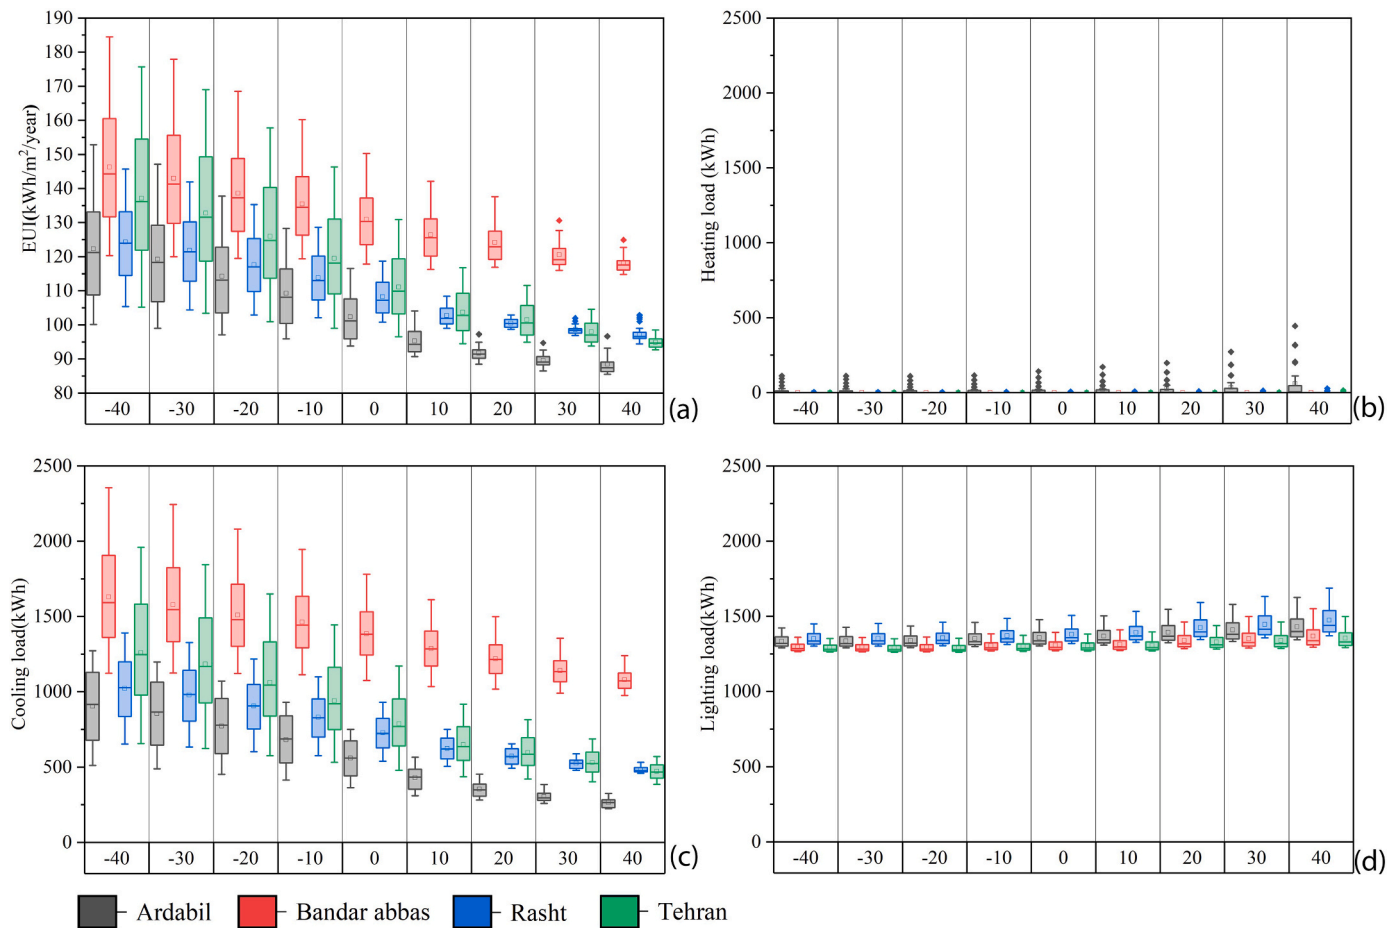 190
180
170
160
150
140
130
120
110
100
90
80
EUI(kWh/m²/year)
-40 -30 -20 -10 0 10 20 30 40
(a)
2500
2000
1500
1000
500
0
Heating load (kWh)
-40 -30 -20 -10 0 10 20 30 40
(b)
2500
2000
1500
1000
500
0
Cooling load(kWh)
-40 -30 -20 -10 0 10 20 30 40
(c)
2500
2000
1500
1000
500
0
Lighting load(kWh)
-40 -30 -20 -10 0 10 20 30 40
(d)
Ardabil Bandar abbas Rasht Tehran